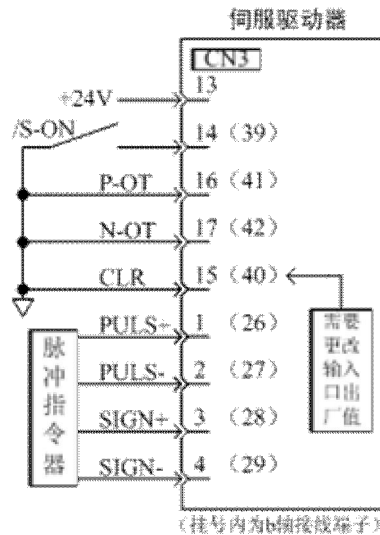 伺服驱动器
CN3
+24V 13
/S-ON 14 (39)
P-OT 16 (41)
N-OT 17 (42)
CLR 15 (40)
PULS+ 1 (26)
PULS- 2 (27)
SIGN+ 3 (28)
SIGN- 4 (29)
脉冲指令器
需要
更改
输入
口出
厂值
(括号内为b轴接线端子)